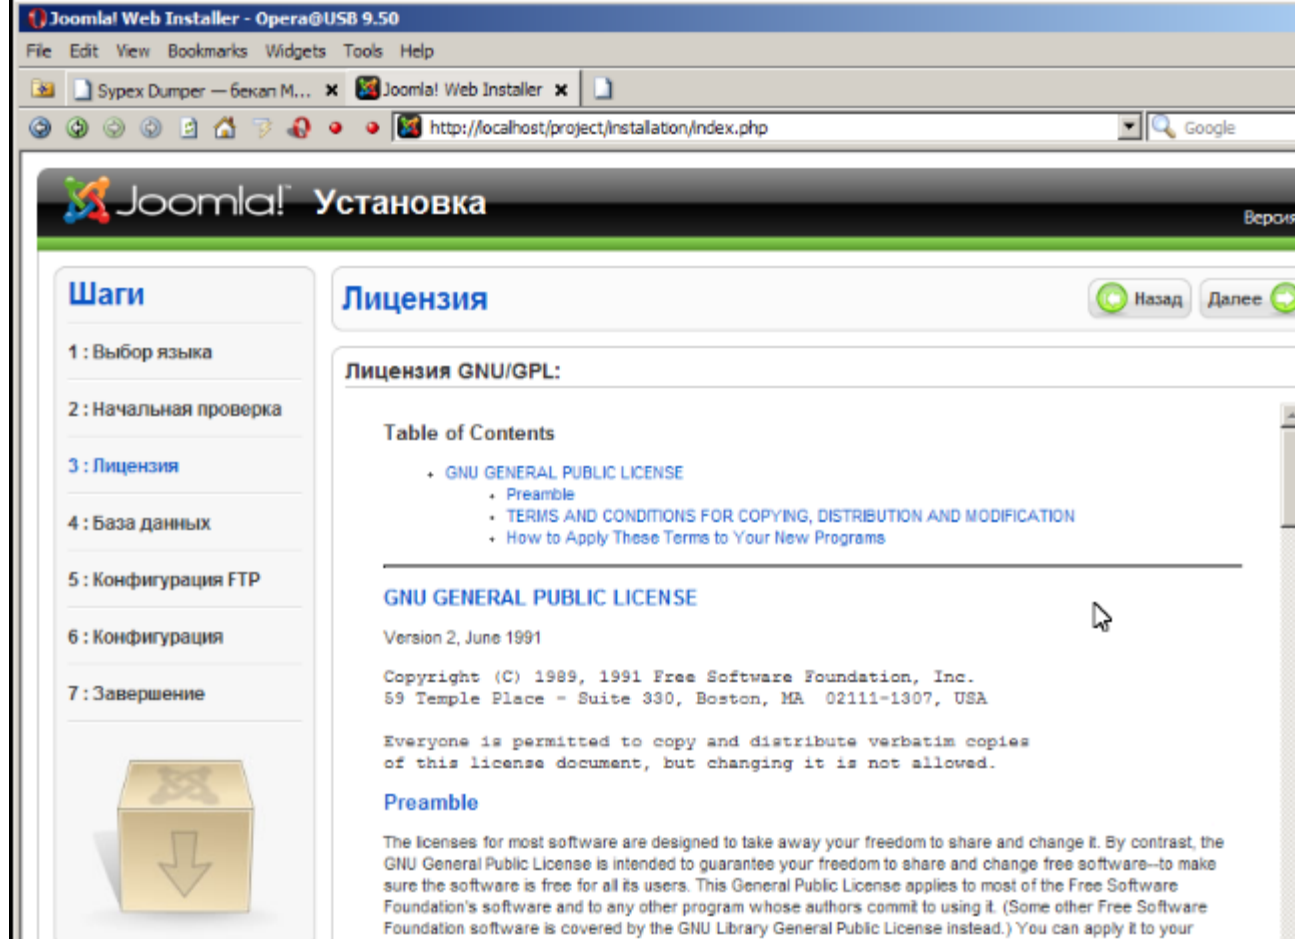 Joomla! Web Installer - Opera@USB 9.50
File Edit View Bookmarks Widgets Tools Help
Sypex Dumper — бекап M... Joomla! Web Installer
http://localhost/project/installation/index.php Google
Joomla! Установка
Версия
Шаги
1 : Выбор языка
2 : Начальная проверка
3 : Лицензия
4 : База данных
5 : Конфигурация FTP
6 : Конфигурация
7 : Завершение
Лицензия
Назад Далее
Лицензия GNU/GPL:
Table of Contents
GNU GENERAL PUBLIC LICENSE
Preamble
TERMS AND CONDITIONS FOR COPYING, DISTRIBUTION AND MODIFICATION
How to Apply These Terms to Your New Programs
GNU GENERAL PUBLIC LICENSE
Version 2, June 1991
Copyright (C) 1989, 1991 Free Software Foundation, Inc.
59 Temple Place - Suite 330, Boston, MA 02111-1307, USA
Everyone is permitted to copy and distribute verbatim copies
of this license document, but changing it is not allowed.
Preamble
The licenses for most software are designed to take away your freedom to share and change it. By contrast, the
GNU General Public License is intended to guarantee your freedom to share and change free software--to make
sure the software is free for all its users. This General Public License applies to most of the Free Software
Foundation's software and to any other program whose authors commit to using it. (Some other Free Software
Foundation software is covered by the GNU Library General Public License instead.) You can apply it to your